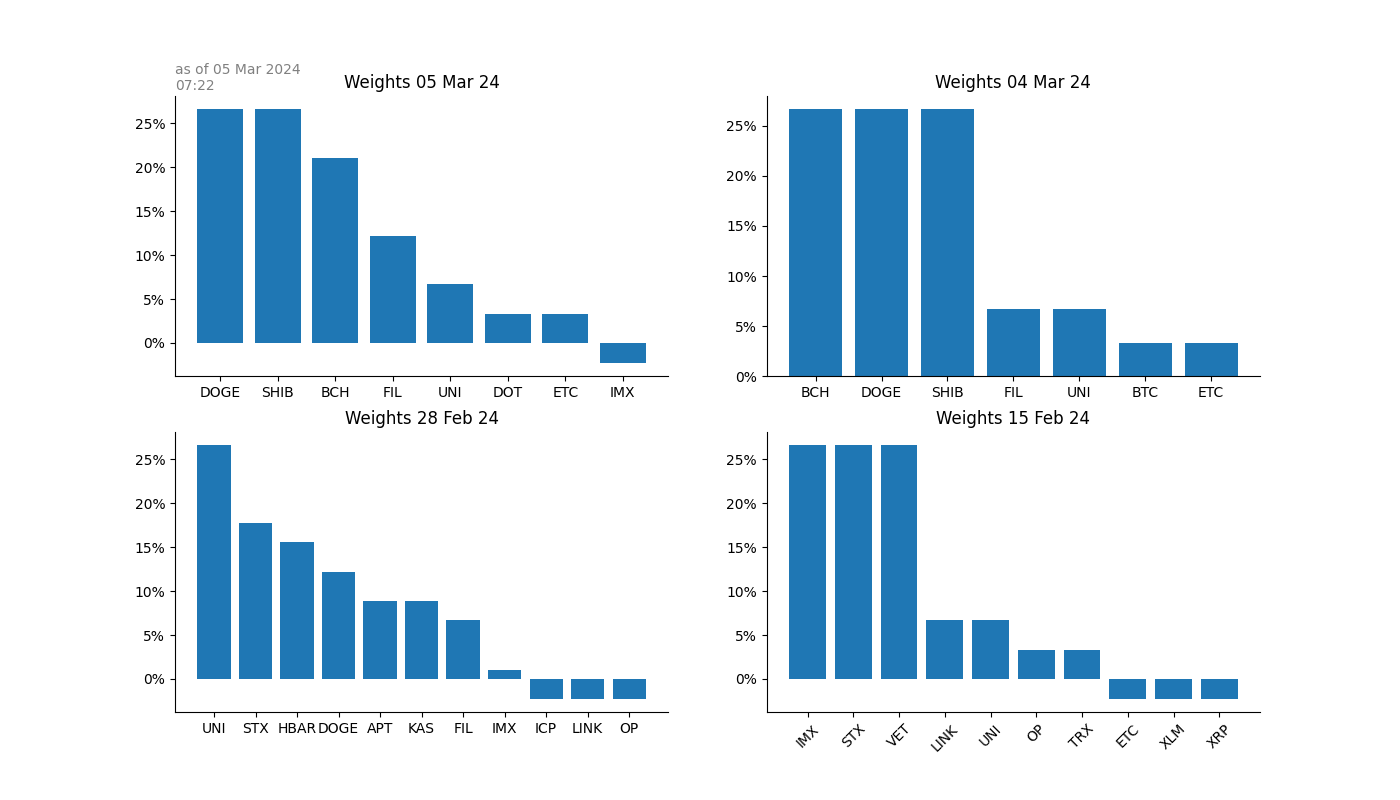 as of 05 Mar 2024
07:22
Weights 05 Mar 24
25%
20%
15%
10%
5%
0%
DOGE SHIB BCH FIL UNI DOT ETC IMX
Weights 04 Mar 24
25%
20%
15%
10%
5%
0%
BCH DOGE SHIB FIL UNI BTC ETC
Weights 28 Feb 24
25%
20%
15%
10%
5%
0%
UNI STX HBAR DOGE APT KAS FIL IMX ICP LINK OP
Weights 15 Feb 24
25%
20%
15%
10%
5%
0%
IMX STX VET LINK UNI OP TRX ETC XLM XRP